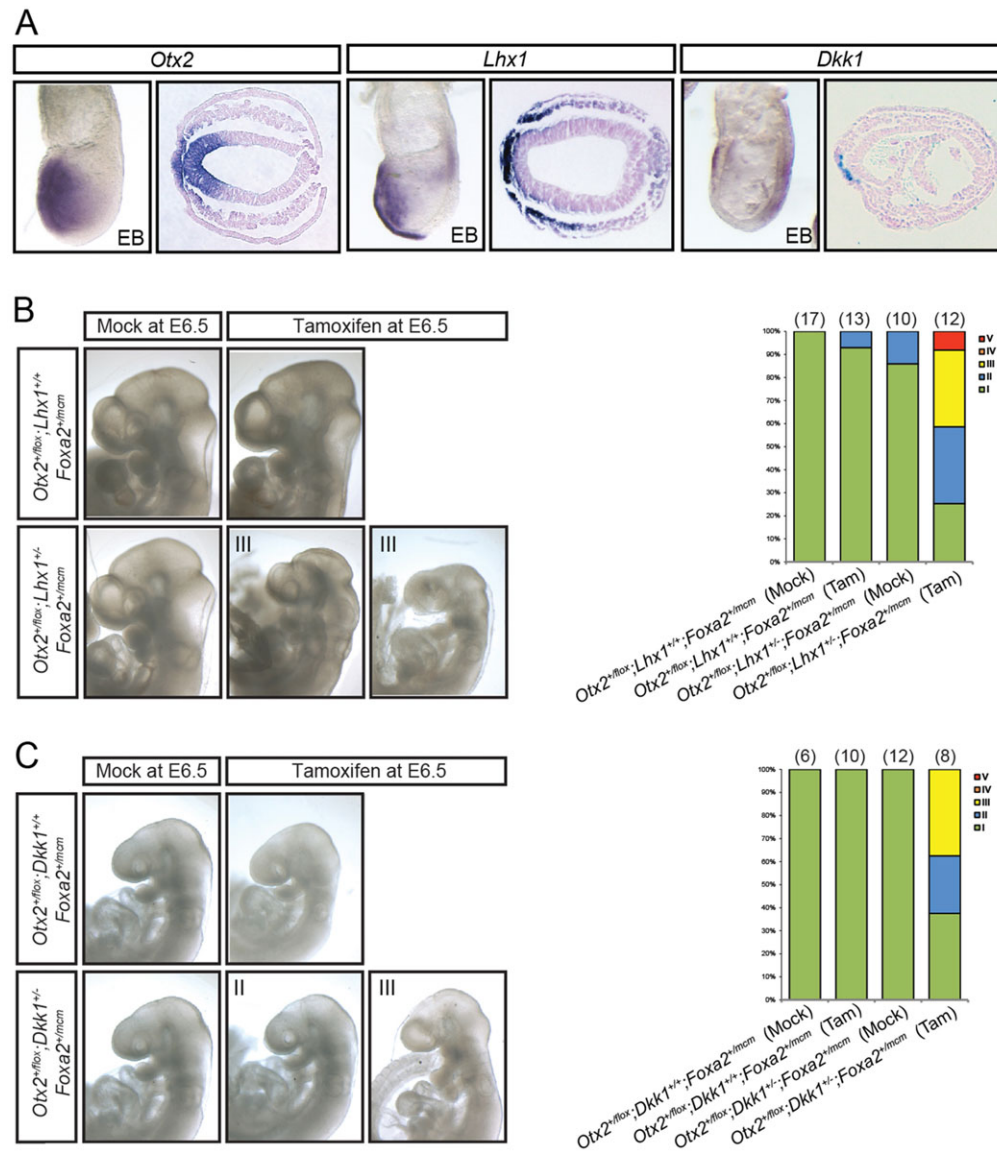 A
Otx2
Lhx1
Dkk1
EB
EB
EB
B
Mock at E6.5
Tamoxifen at E6.5
Otx2+/flox;Lhx1+/+
Foxa2+/mcm
Otx2+/flox;Lhx1+/-
Foxa2+/mcm
III
III
(17)
(13)
(10)
(12)
100%
90%
80%
70%
60%
50%
40%
30%
20%
10%
0%
V
IV
III
II
I
Otx2+/flox;Lhx1+/+;Foxa2+/mcm (Mock)
Otx2+/flox;Lhx1+/+;Foxa2+/mcm (Tam)
Otx2+/flox;Lhx1+/-;Foxa2+/mcm (Mock)
Otx2+/flox;Lhx1+/-;Foxa2+/mcm (Tam)
C
Mock at E6.5
Tamoxifen at E6.5
Otx2+/flox;Dkk1+/+
Foxa2+/mcm
Otx2+/flox;Dkk1+/-
Foxa2+/mcm
II
III
(6)
(10)
(12)
(8)
100%
90%
80%
70%
60%
50%
40%
30%
20%
10%
0%
V
IV
III
II
I
Otx2+/flox;Dkk1+/+;Foxa2+/mcm (Mock)
Otx2+/flox;Dkk1+/+;Foxa2+/mcm (Tam)
Otx2+/flox;Dkk1+/-;Foxa2+/mcm (Mock)
Otx2+/flox;Dkk1+/-;Foxa2+/mcm (Tam)